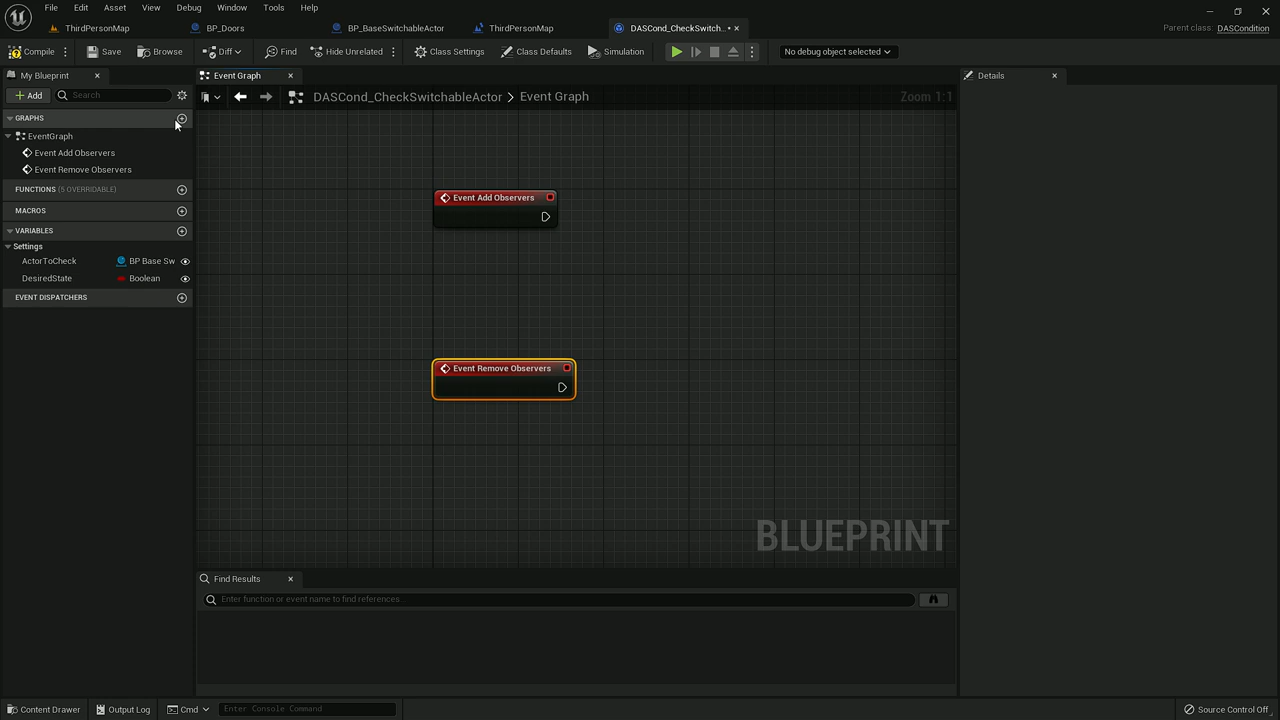 File Edit Asset View Debug Window Tools Help
ThirdPersonMap BP_Doors BP_BaseSwitchableActor ThirdPersonMap DASCond_CheckSwitch... • Parent class: DASCondition
Compile Save Browse Diff Find Hide Unrelated Class Settings Class Defaults Simulation No debug object selected
My Blueprint Event Graph Details
+ Add Search DASCond_CheckSwitchableActor > Event Graph Zoom 1:1
GRAPHS
EventGraph
Event Add Observers
Event Remove Observers
FUNCTIONS (5 OVERRIDABLE)
MACROS
VARIABLES
Settings
ActorToCheck BP Base Sw
DesiredState Boolean
EVENT DISPATCHERS
Event Add Observers
Event Remove Observers
BLUEPRINT
Find Results
Enter function or event name to find references...
Content Drawer Output Log Cmd Enter Console Command Source Control Off